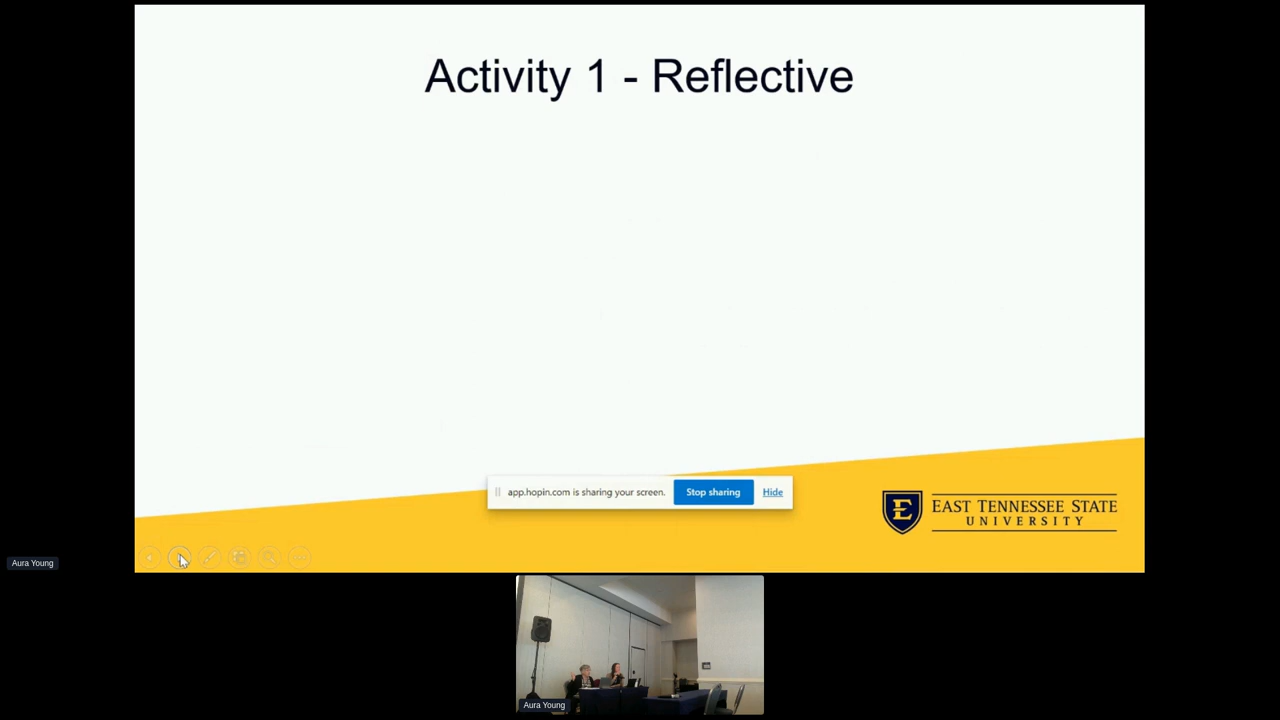 Activity 1 - Reflective
app.hopin.com is sharing your screen. Stop sharing Hide
E EAST TENNESSEE STATE
UNIVERSITY
Aura Young
Aura Young